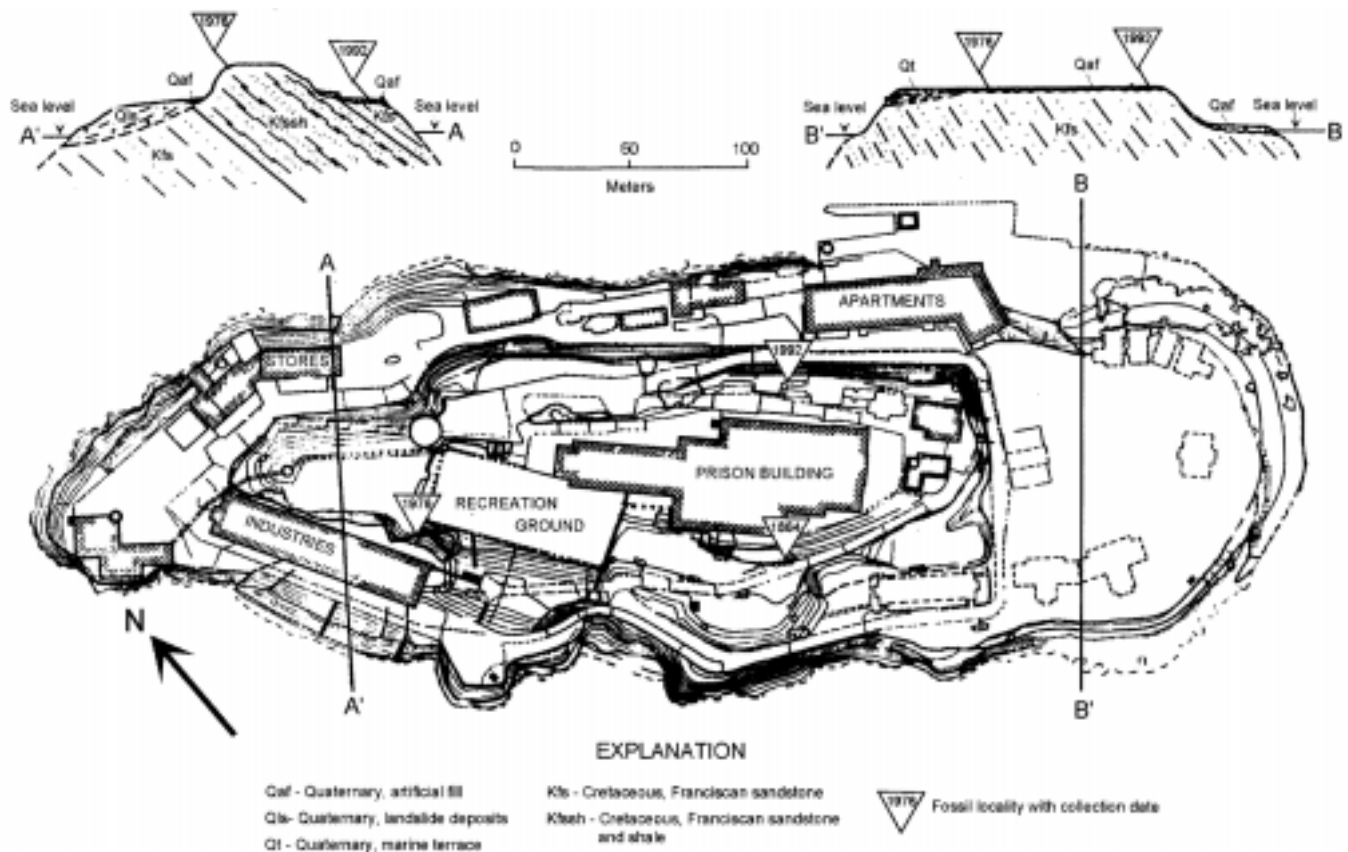 1976
1992
Qaf
Qaf
Sea level
Sea level
A'
A
Qls
Kfssh
Kfs
Kfs
0 50 100
Meters
1976
1992
Qt
Qaf
Qaf
Sea level
Sea level
B'
B
Kfs
B
A
APARTMENTS
STORES
1992
PRISON BUILDING
RECREATION
GROUND
1976
INDUSTRIES
N
A'
B'
EXPLANATION
Qaf - Quaternary, artificial fill
Qls- Quaternary, landslide deposits
Qt - Quaternary, marine terrace
Kfs - Cretaceous, Franciscan sandstone
Kfssh - Cretaceous, Franciscan sandstone
and shale
1976
Fossil locality with collection date